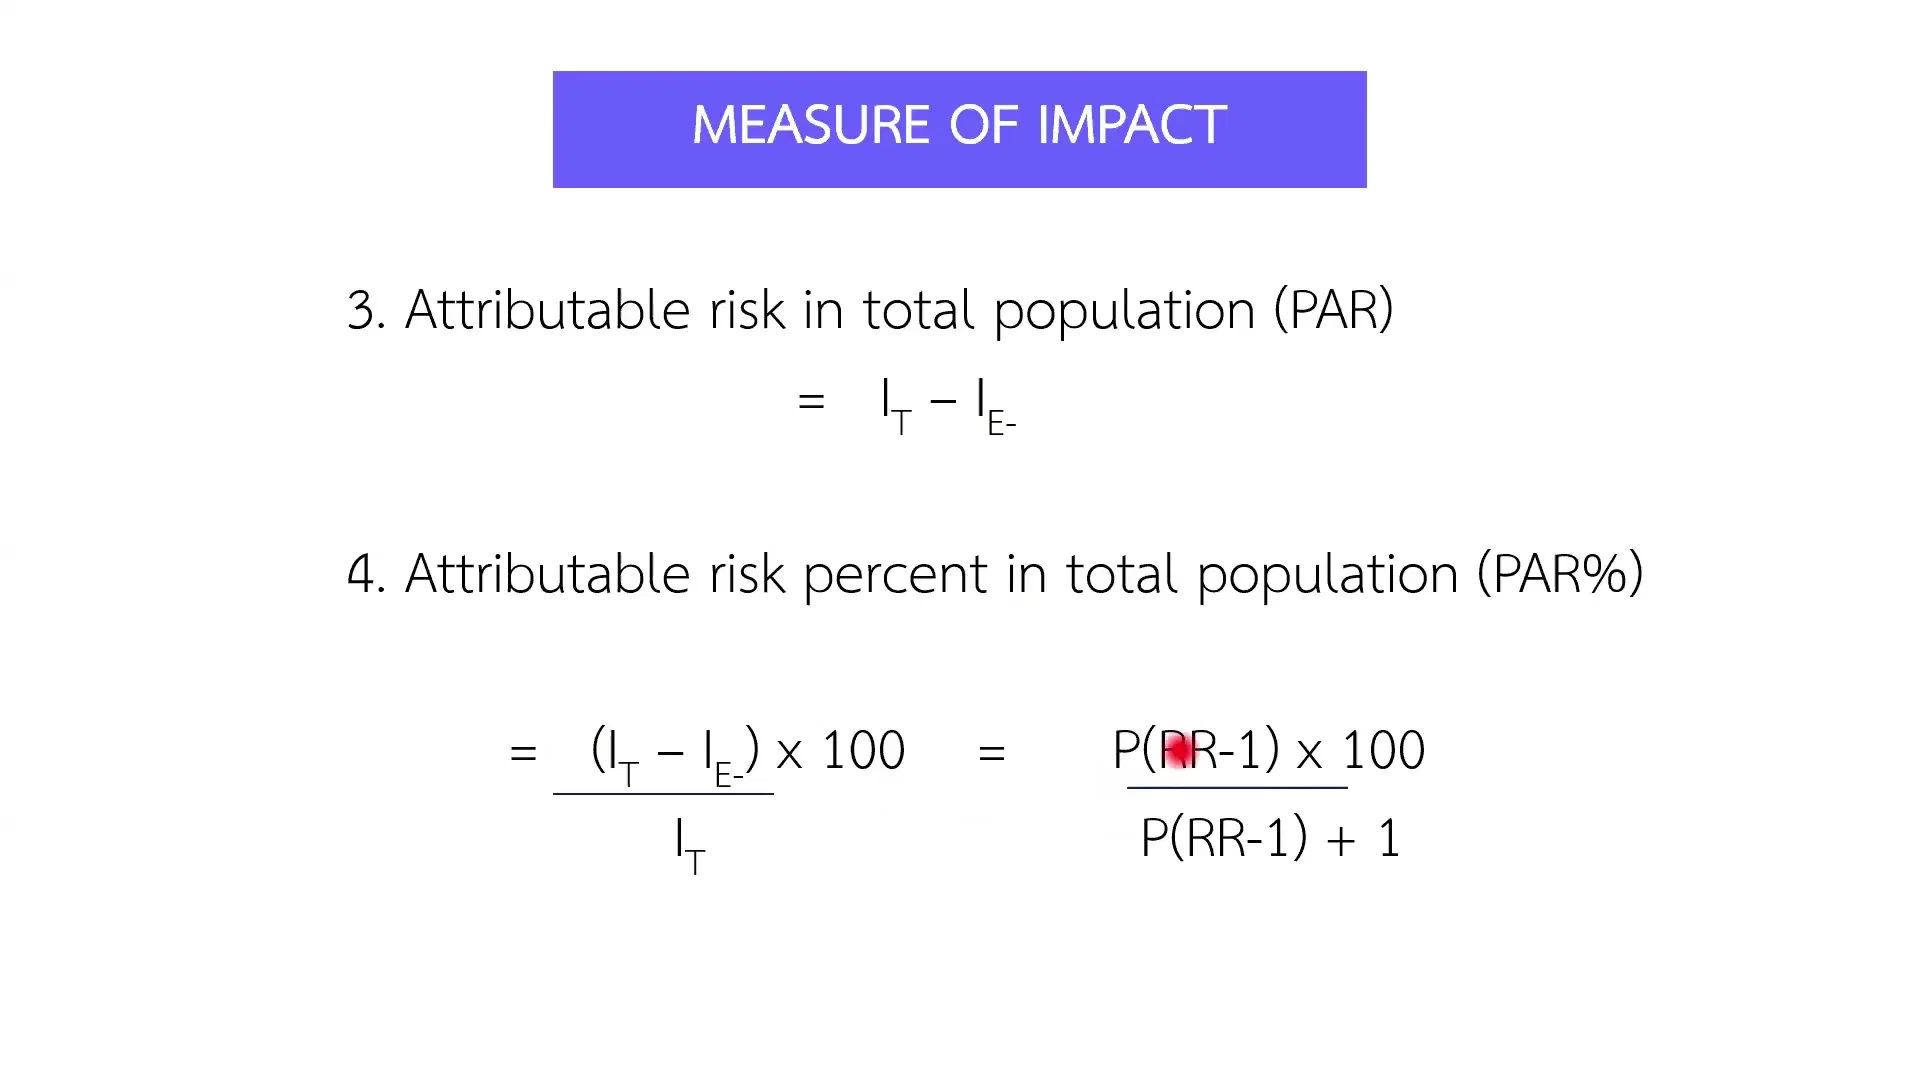 MEASURE OF IMPACT
3. Attributable risk in total population (PAR)
= I_T – I_E-
4. Attributable risk percent in total population (PAR%)
= (I_T – I_E-) x 100 = P(RR-1) x 100
I_T P(RR-1) + 1